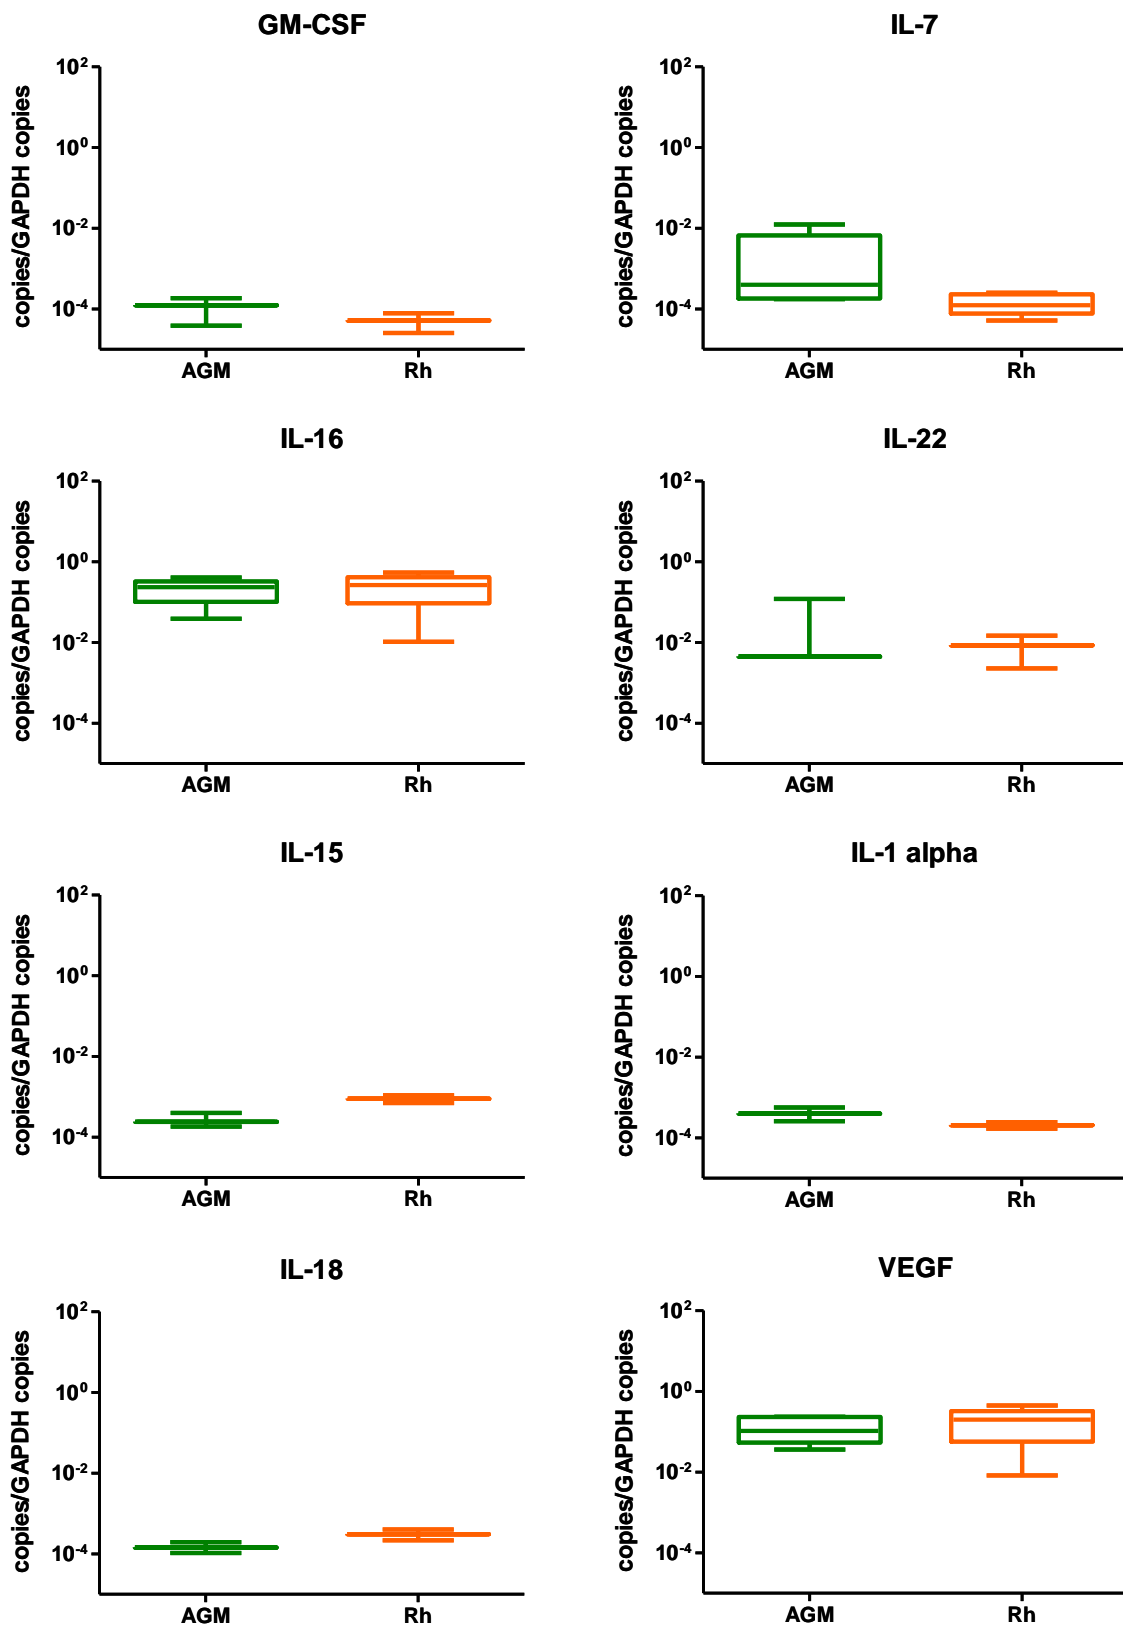 GM-CSF
copies/GAPDH copies
10²
10⁰
10⁻²
10⁻⁴
AGM Rh
IL-7
copies/GAPDH copies
10²
10⁰
10⁻²
10⁻⁴
AGM Rh
IL-16
copies/GAPDH copies
10²
10⁰
10⁻²
10⁻⁴
AGM Rh
IL-22
copies/GAPDH copies
10²
10⁰
10⁻²
10⁻⁴
AGM Rh
IL-15
copies/GAPDH copies
10²
10⁰
10⁻²
10⁻⁴
AGM Rh
IL-1 alpha
copies/GAPDH copies
10²
10⁰
10⁻²
10⁻⁴
AGM Rh
IL-18
copies/GAPDH copies
10²
10⁰
10⁻²
10⁻⁴
AGM Rh
VEGF
copies/GAPDH copies
10²
10⁰
10⁻²
10⁻⁴
AGM Rh